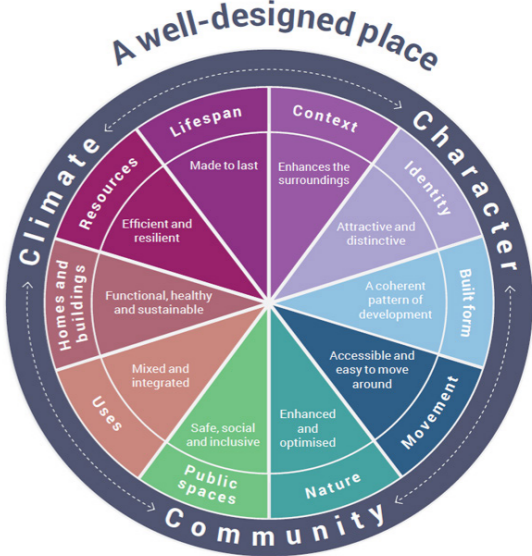 A well-designed place
Climate
Character
Community
Context
Enhances the
surroundings
Identity
Attractive and
distinctive
Built form
A coherent
pattern of
development
Movement
Accessible and
easy to move
around
Nature
Enhanced
and
optimised
Public
spaces
Safe, social
and inclusive
Uses
Mixed and
integrated
Homes and
buildings
Functional, healthy
and sustainable
Resources
Efficient and
resilient
Lifespan
Made to last